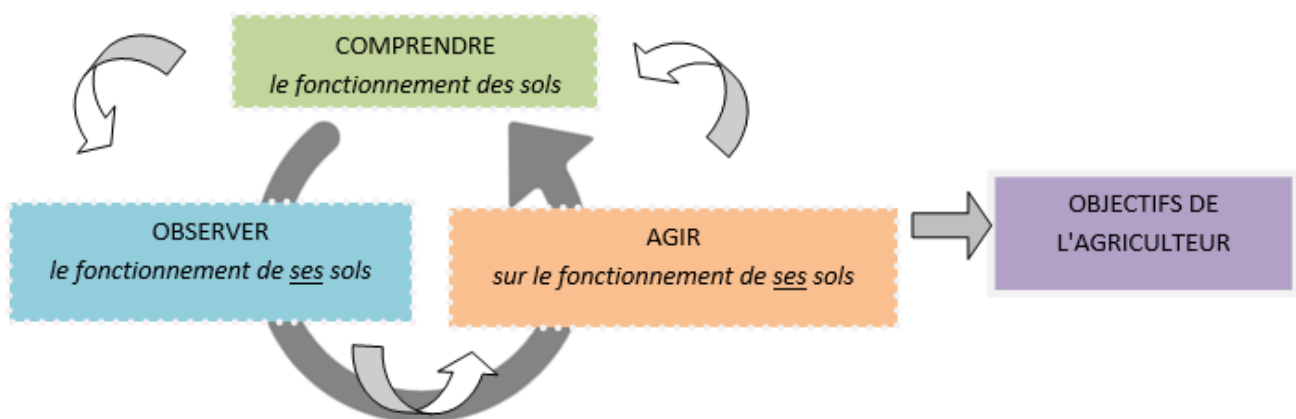 COMPRENDRE
le fonctionnement des sols
OBSERVER
le fonctionnement de ses sols
AGIR
sur le fonctionnement de ses sols
OBJECTIFS DE
L'AGRICULTEUR